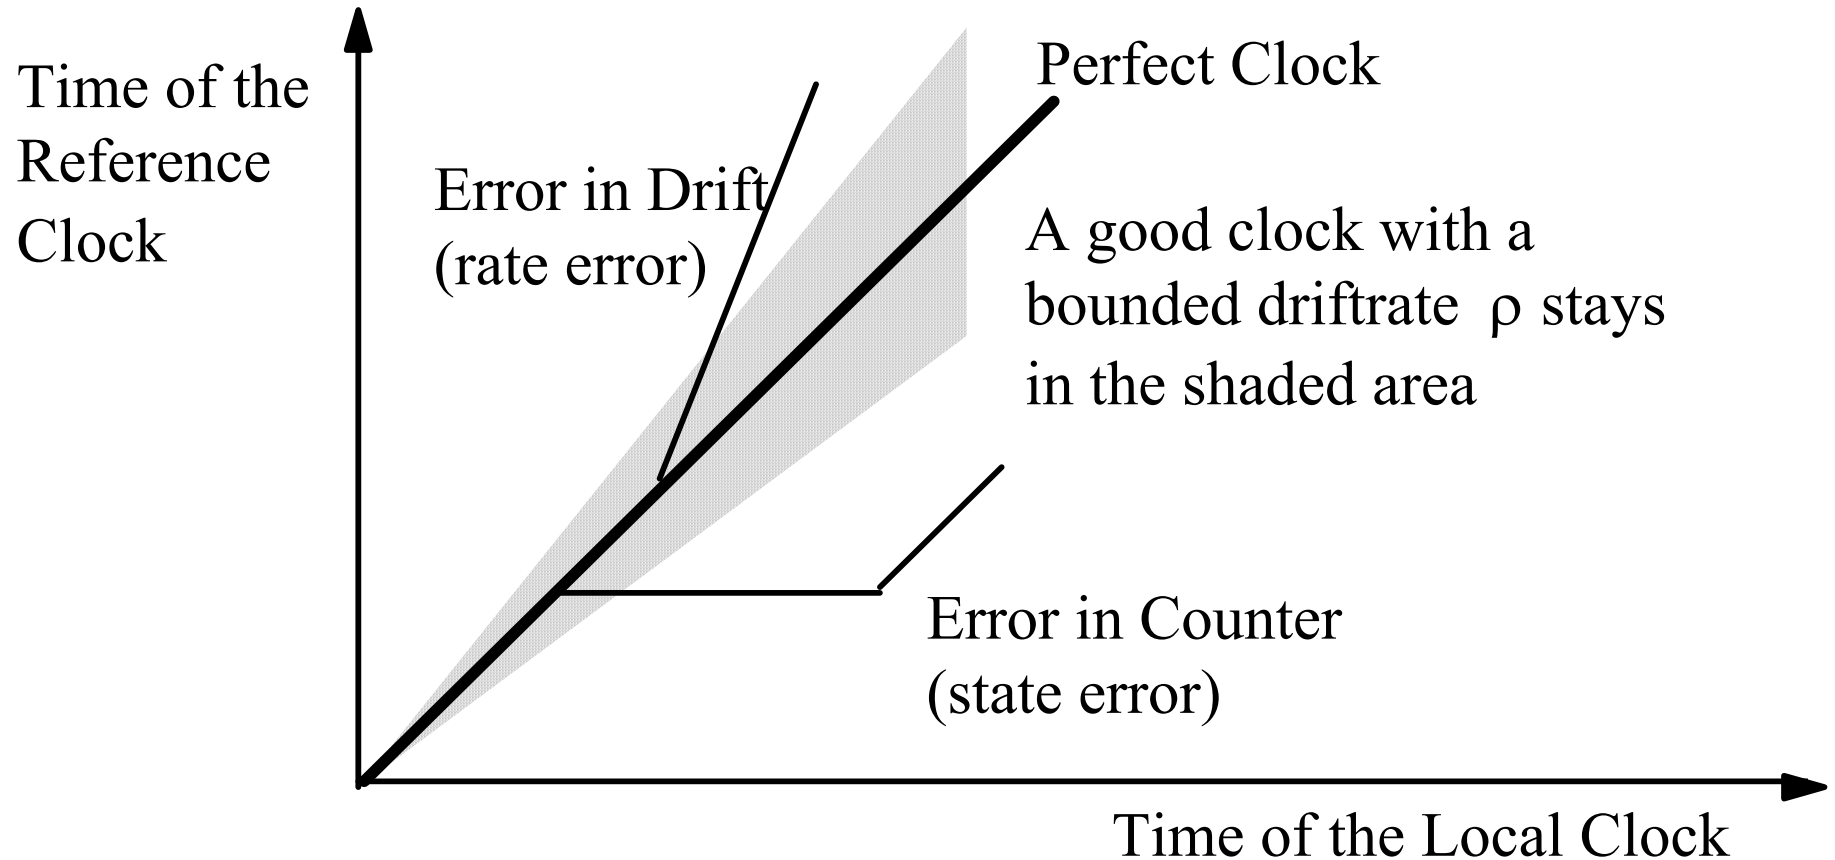 Time of the
Reference
Clock
Perfect Clock
Error in Drift
(rate error)
A good clock with a
bounded driftrate ρ stays
in the shaded area
Error in Counter
(state error)
Time of the Local Clock